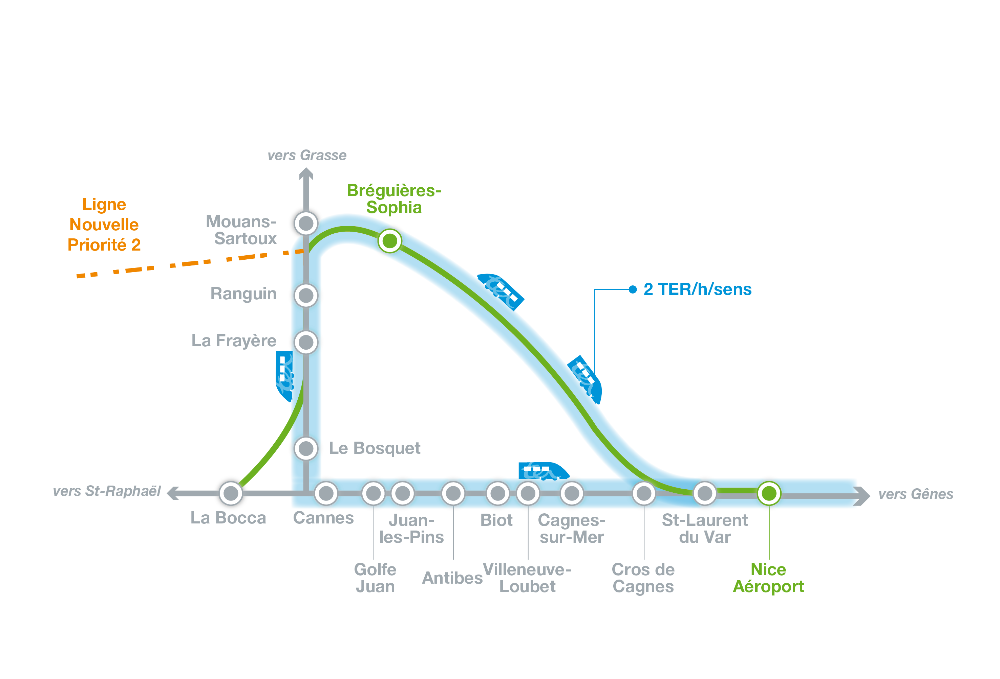 vers Grasse
Bréguières-
Sophia
Ligne
Nouvelle
Priorité 2
Mouans-
Sartoux
Ranguin
2 TER/h/sens
La Frayère
Le Bosquet
vers St-Raphaël
vers Gênes
La Bocca
Cannes
Juan-
les-Pins
Biot
Cagnes-
sur-Mer
St-Laurent
du Var
Golfe
Juan
Antibes
Villeneuve-
Loubet
Cros de
Cagnes
Nice
Aéroport